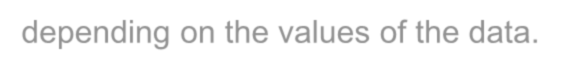 depending on the values of the data.